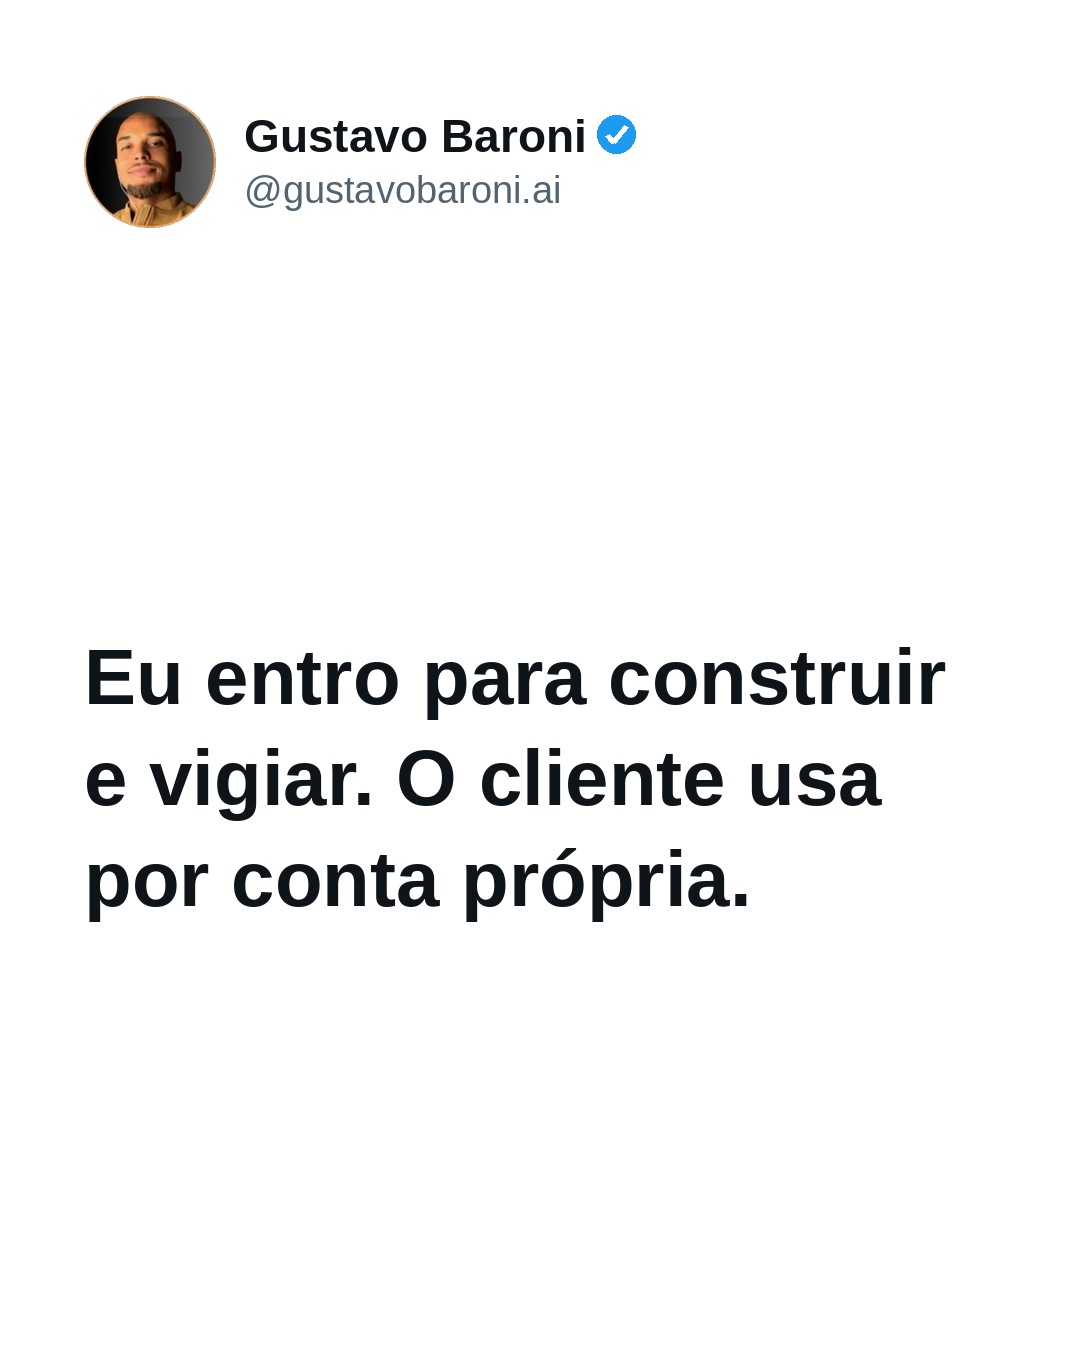 Gustavo Baroni
@gustavobaroni.ai
Eu entro para construir
e vigiar. O cliente usa
por conta própria.